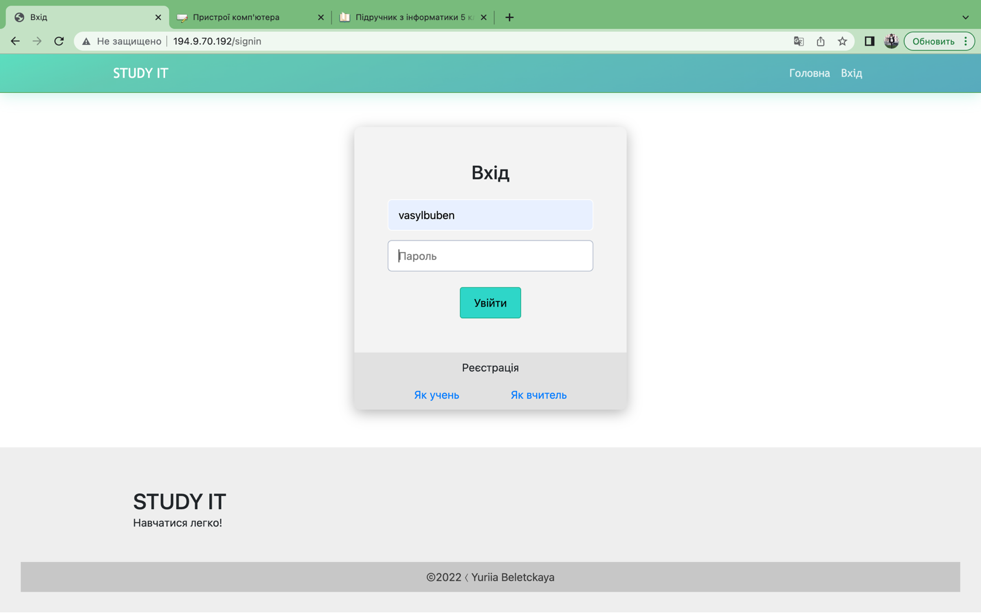 Вхід
Пристрої комп'ютера
Підручник з інформатики 5 к
Не защищено
194.9.70.192/signin
Обновить
STUDY IT
Головна
Вхід
Вхід
vasylbuben
Пароль
Увійти
Реєстрація
Як учень
Як вчитель
STUDY IT
Навчатися легко!
©2022 ⟨ Yuriia Beletckaya